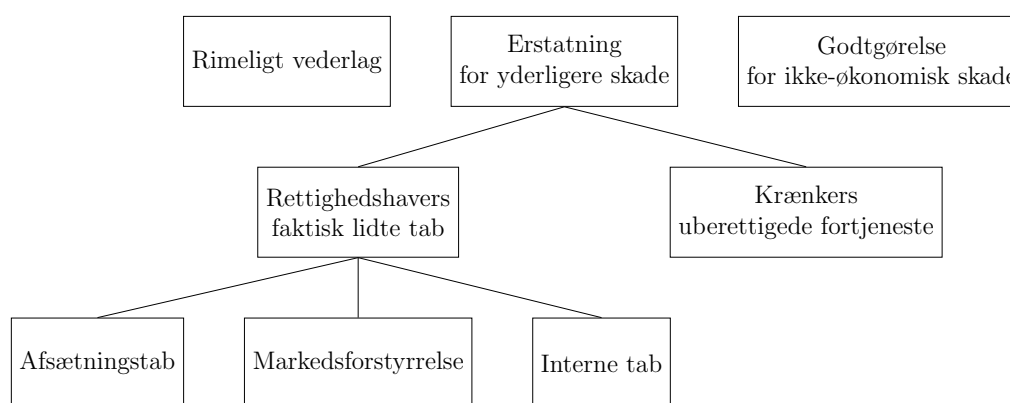 Rimeligt vederlag
Erstatning
for yderligere skade
Godtgørelse
for ikke-økonomisk skade
Rettighedshavers
faktisk lidte tab
Krænkers
uberettigede fortjeneste
Afsætningstab
Markedsforstyrrelse
Interne tab